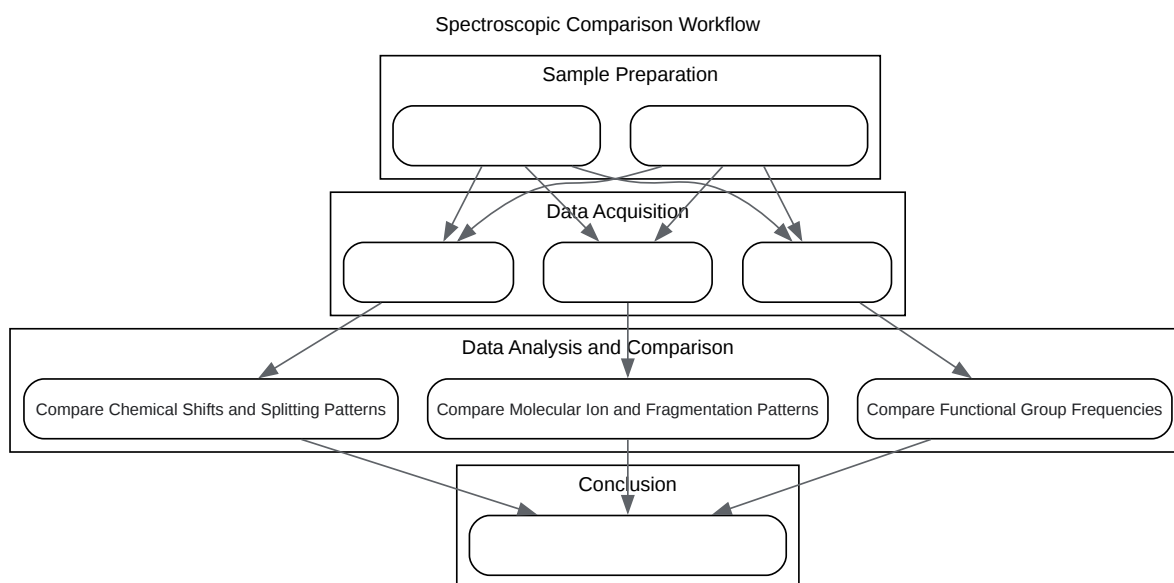 Spectroscopic Comparison Workflow
Sample Preparation
Data Acquisition
Data Analysis and Comparison
Compare Chemical Shifts and Splitting Patterns
Compare Molecular Ion and Fragmentation Patterns
Compare Functional Group Frequencies
Conclusion